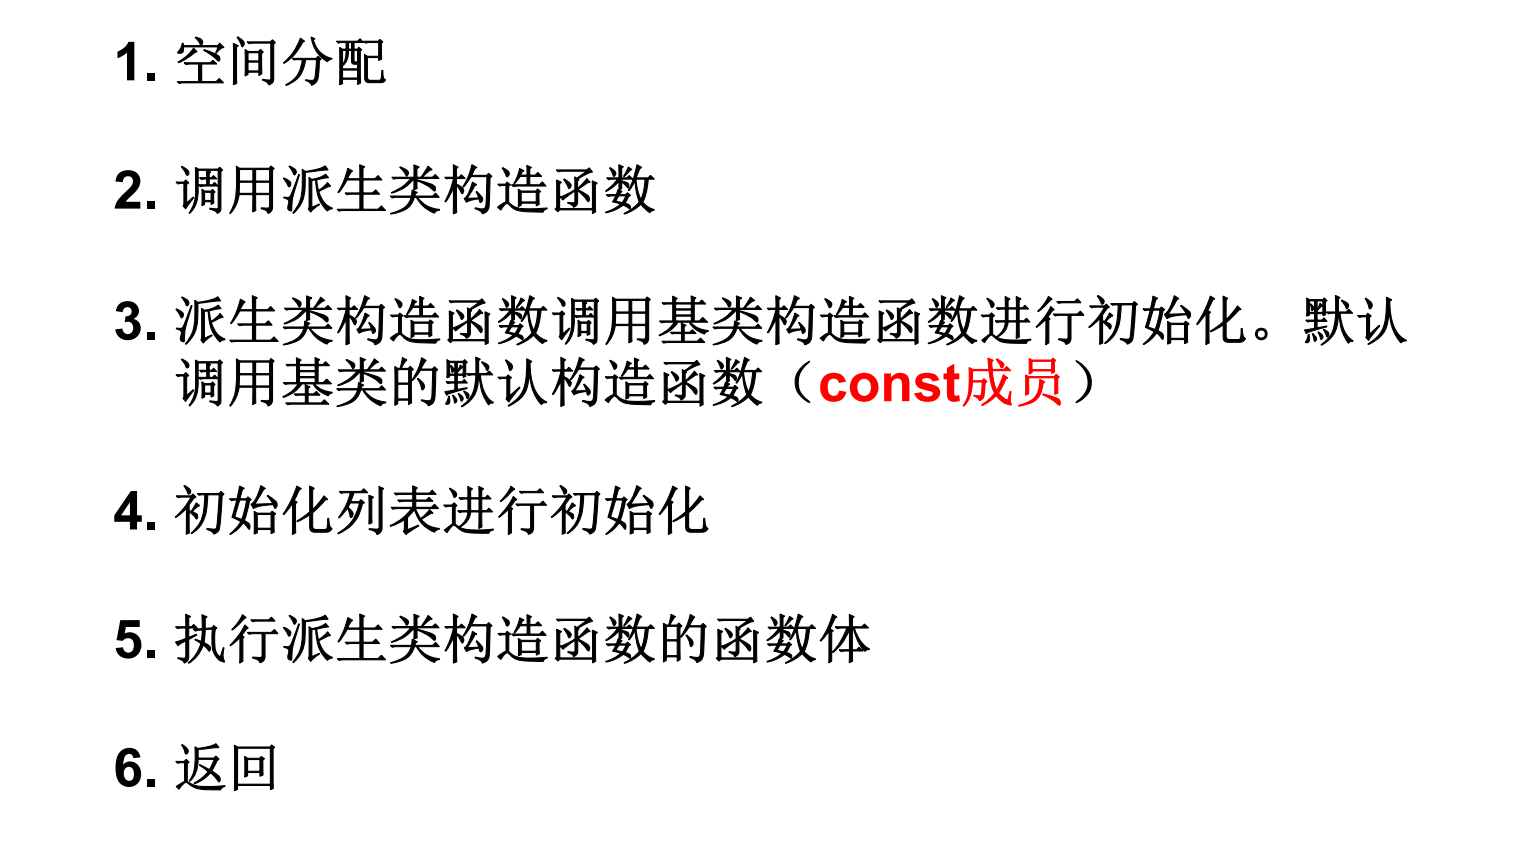 1. 空间分配
2. 调用派生类构造函数
3. 派生类构造函数调用基类构造函数进行初始化。默认
调用基类的默认构造函数（const成员）
4. 初始化列表进行初始化
5. 执行派生类构造函数的函数体
6. 返回